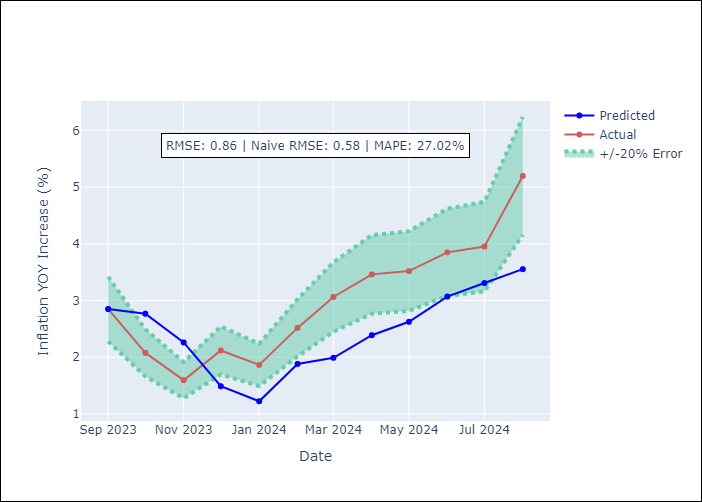 RMSE: 0.86 | Naive RMSE: 0.58 | MAPE: 27.02%
Predicted
Actual
+/-20% Error
Inflation YOY Increase (%)
6
5
4
3
2
1
Sep 2023
Nov 2023
Jan 2024
Mar 2024
May 2024
Jul 2024
Date